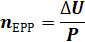 n_EPP = ΔU / P